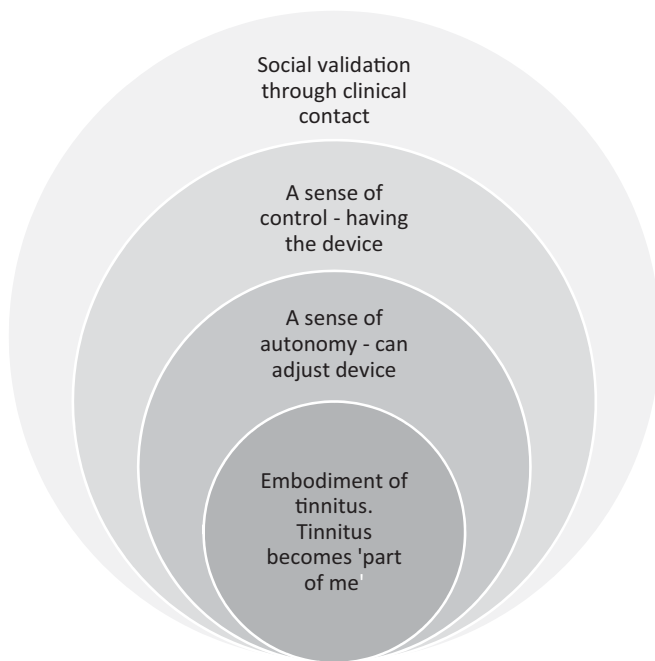 Social validation
through clinical
contact
A sense of
control - having
the device
A sense of
autonomy - can
adjust device
Embodiment of
tinnitus.
Tinnitus
becomes 'part
of me'